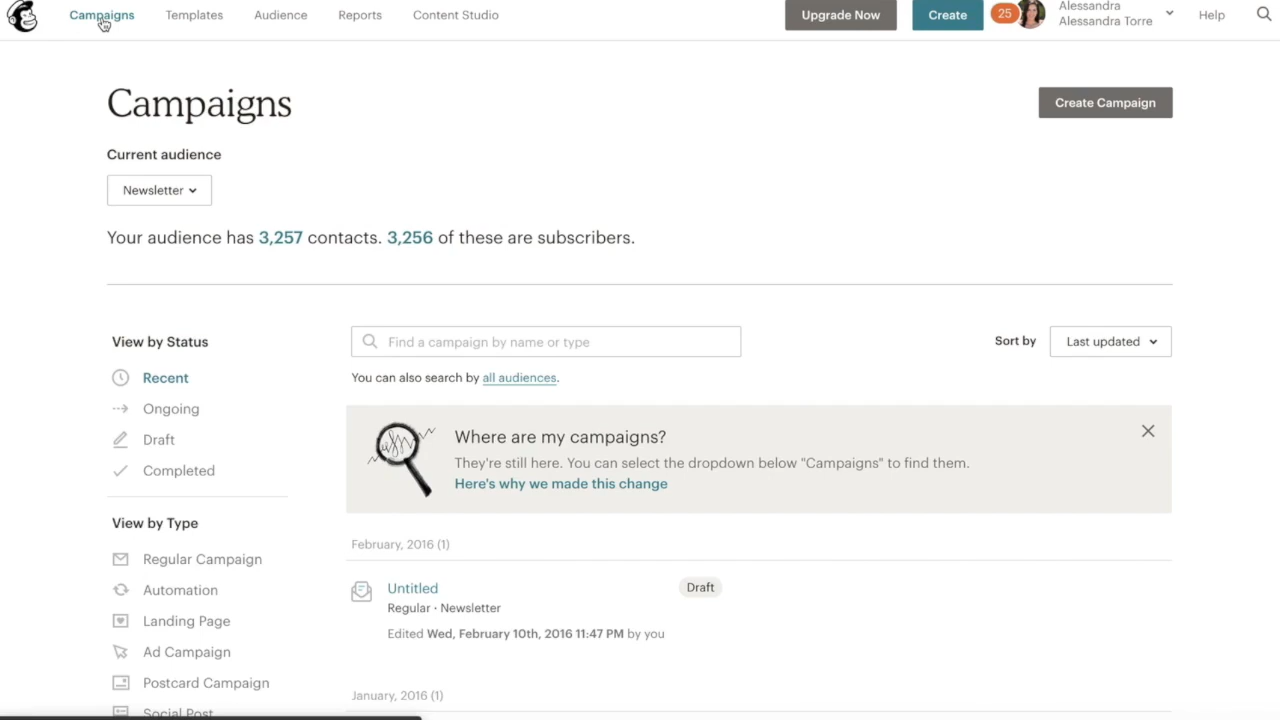 Campaigns Templates Audience Reports Content Studio Upgrade Now Create 25 Alessandra
Alessandra Torre
Help
Campaigns
Create Campaign
Current audience
Newsletter
Your audience has 3,257 contacts. 3,256 of these are subscribers.
View by Status
Recent
Ongoing
Draft
Completed
View by Type
Regular Campaign
Automation
Landing Page
Ad Campaign
Postcard Campaign
Social Post
Find a campaign by name or type
Sort by Last updated
You can also search by all audiences.
Where are my campaigns?
They're still here. You can select the dropdown below "Campaigns" to find them.
Here's why we made this change
February, 2016 (1)
Untitled Draft
Regular · Newsletter
Edited Wed, February 10th, 2016 11:47 PM by you
January, 2016 (1)